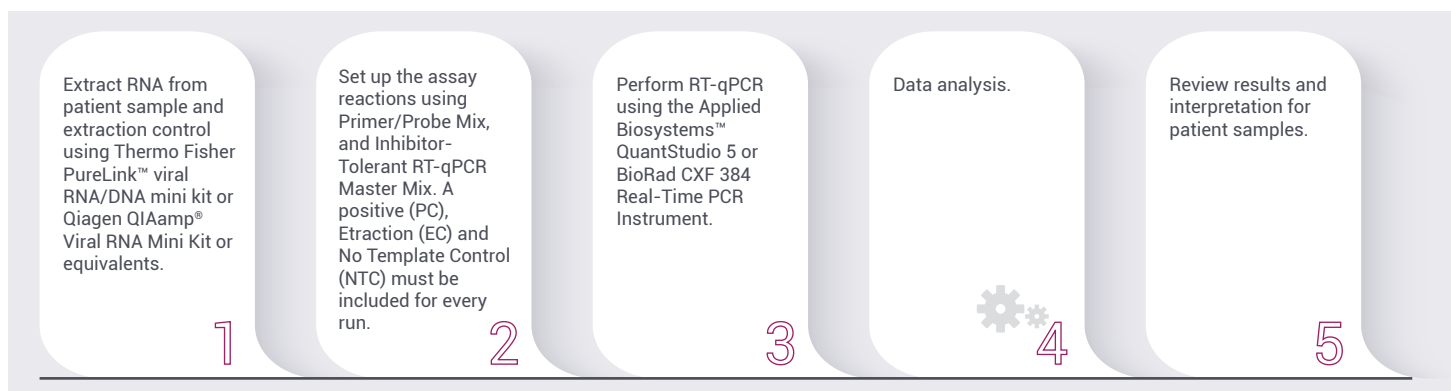 Extract RNA from
patient sample and
extraction control
using Thermo Fisher
PureLink™ viral
RNA/DNA mini kit or
Qiagen QIAamp®
Viral RNA Mini Kit or
equivalents.
1
Set up the assay
reactions using
Primer/Probe Mix,
and Inhibitor-
Tolerant RT-qPCR
Master Mix. A
positive (PC),
Etraction (EC) and
No Template Control
(NTC) must be
included for every
run.
2
Perform RT-qPCR
using the Applied
Biosystems™
QuantStudio 5 or
BioRad CXF 384
Real-Time PCR
Instrument.
3
Data analysis.
4
Review results and
interpretation for
patient samples.
5